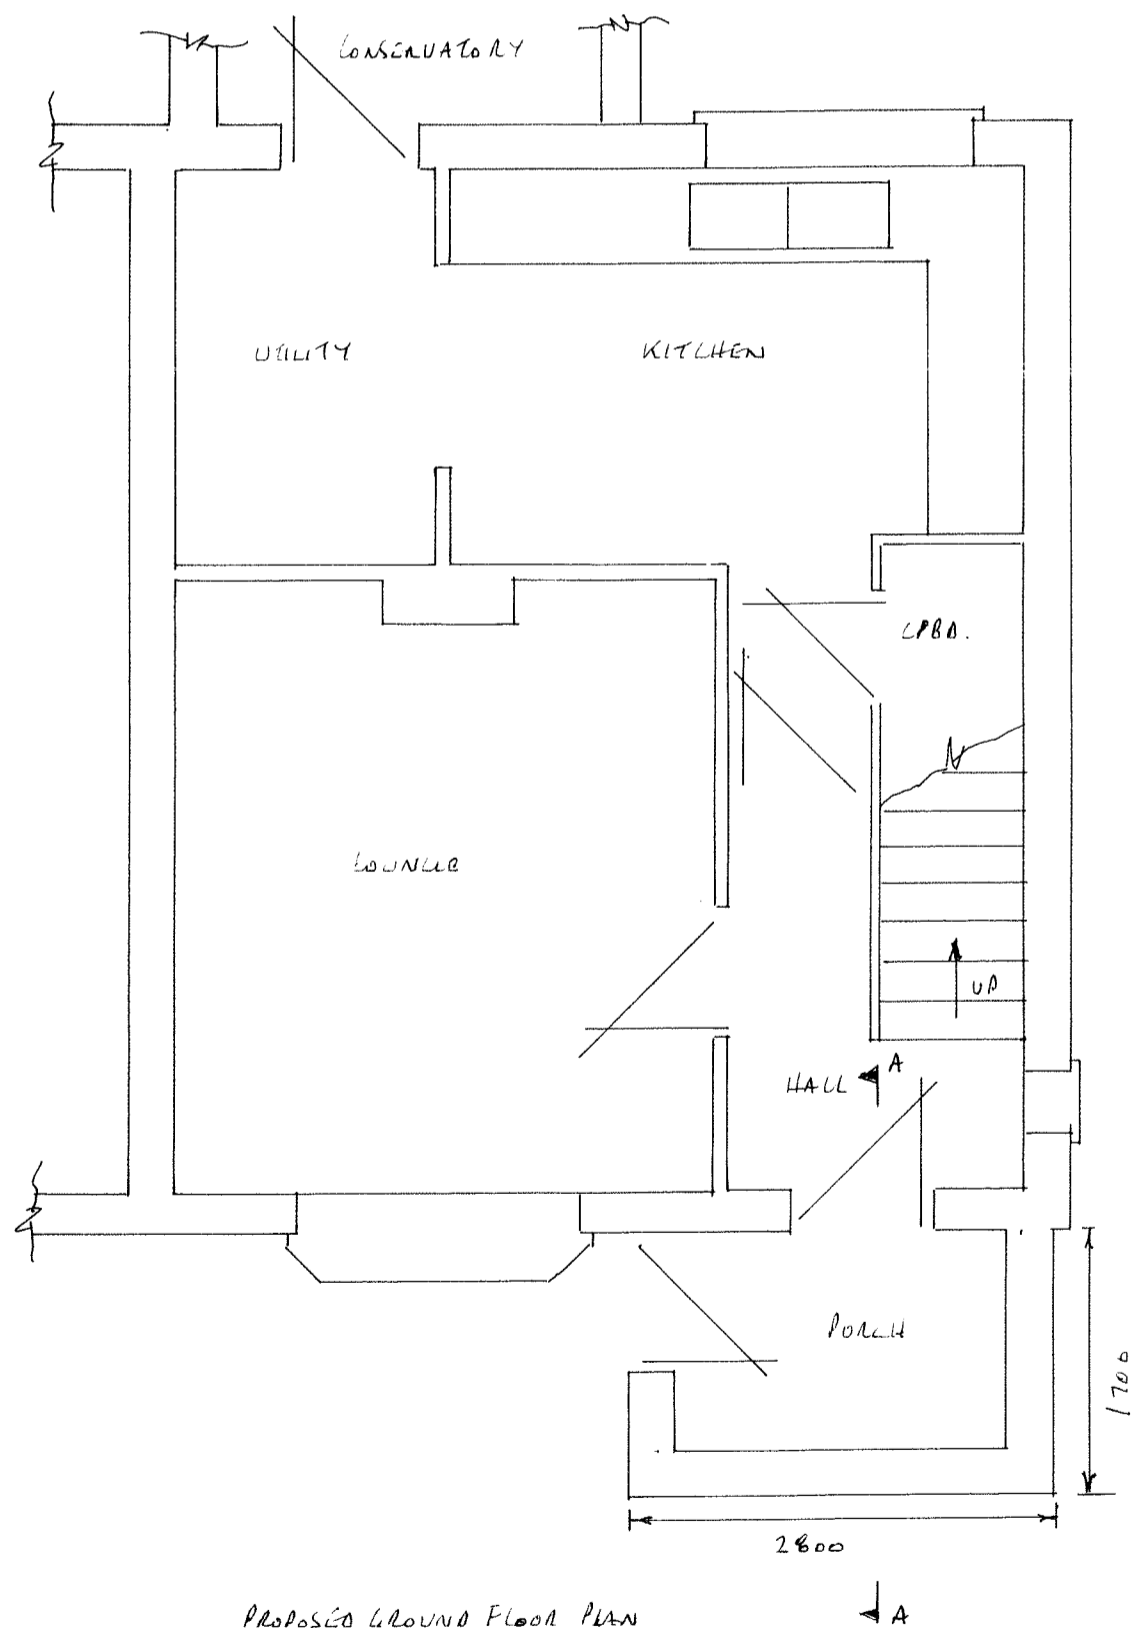 CONSERVATORY
UTILITY
KITCHEN
CPBD.
LOUNGE
UP
HALL
A
PORCH
1700
2800
A
PROPOSED GROUND FLOOR PLAN